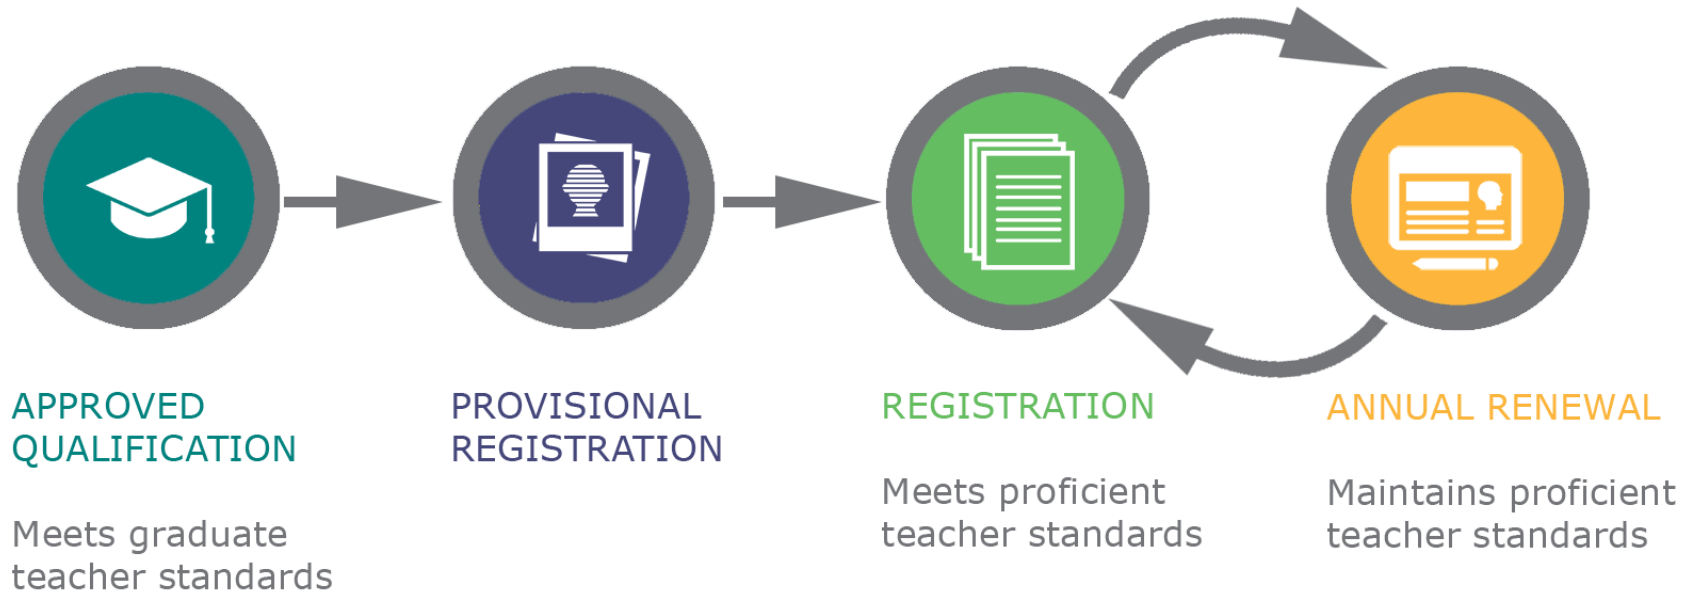 APPROVED
QUALIFICATION
Meets graduate
teacher standards
PROVISIONAL
REGISTRATION
REGISTRATION
Meets proficient
teacher standards
ANNUAL RENEWAL
Maintains proficient
teacher standards